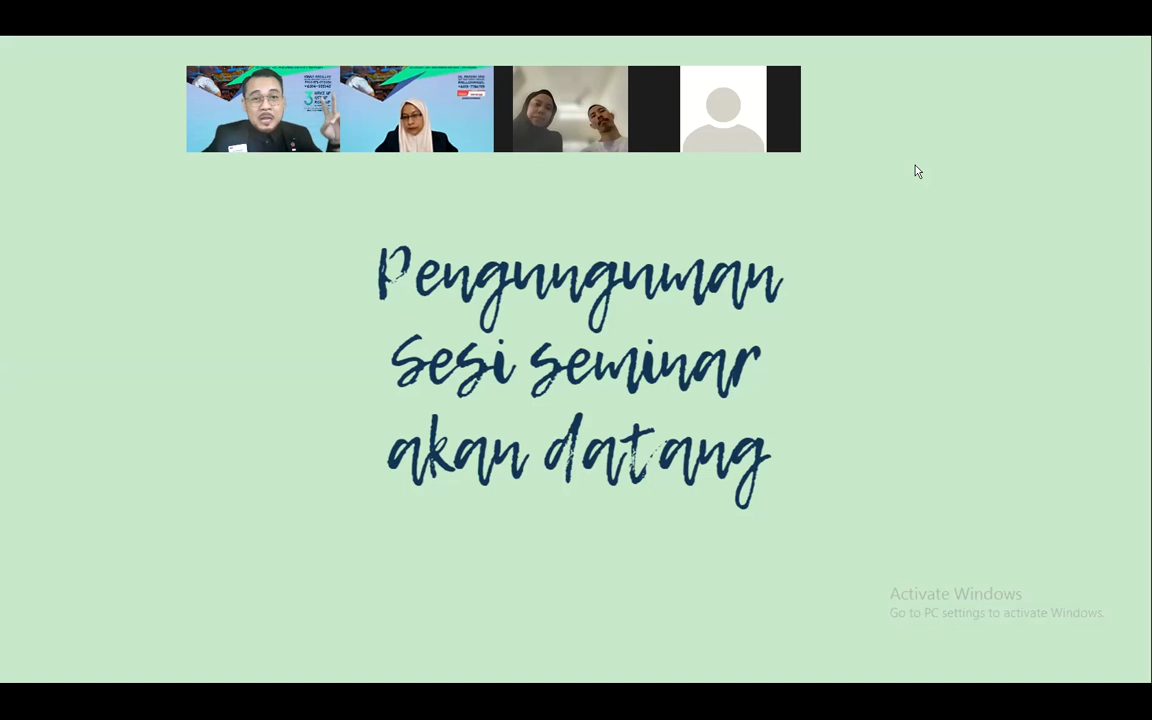 Pengunguman
sesi seminar
akan datang
Activate Windows
Go to PC settings to activate Windows.